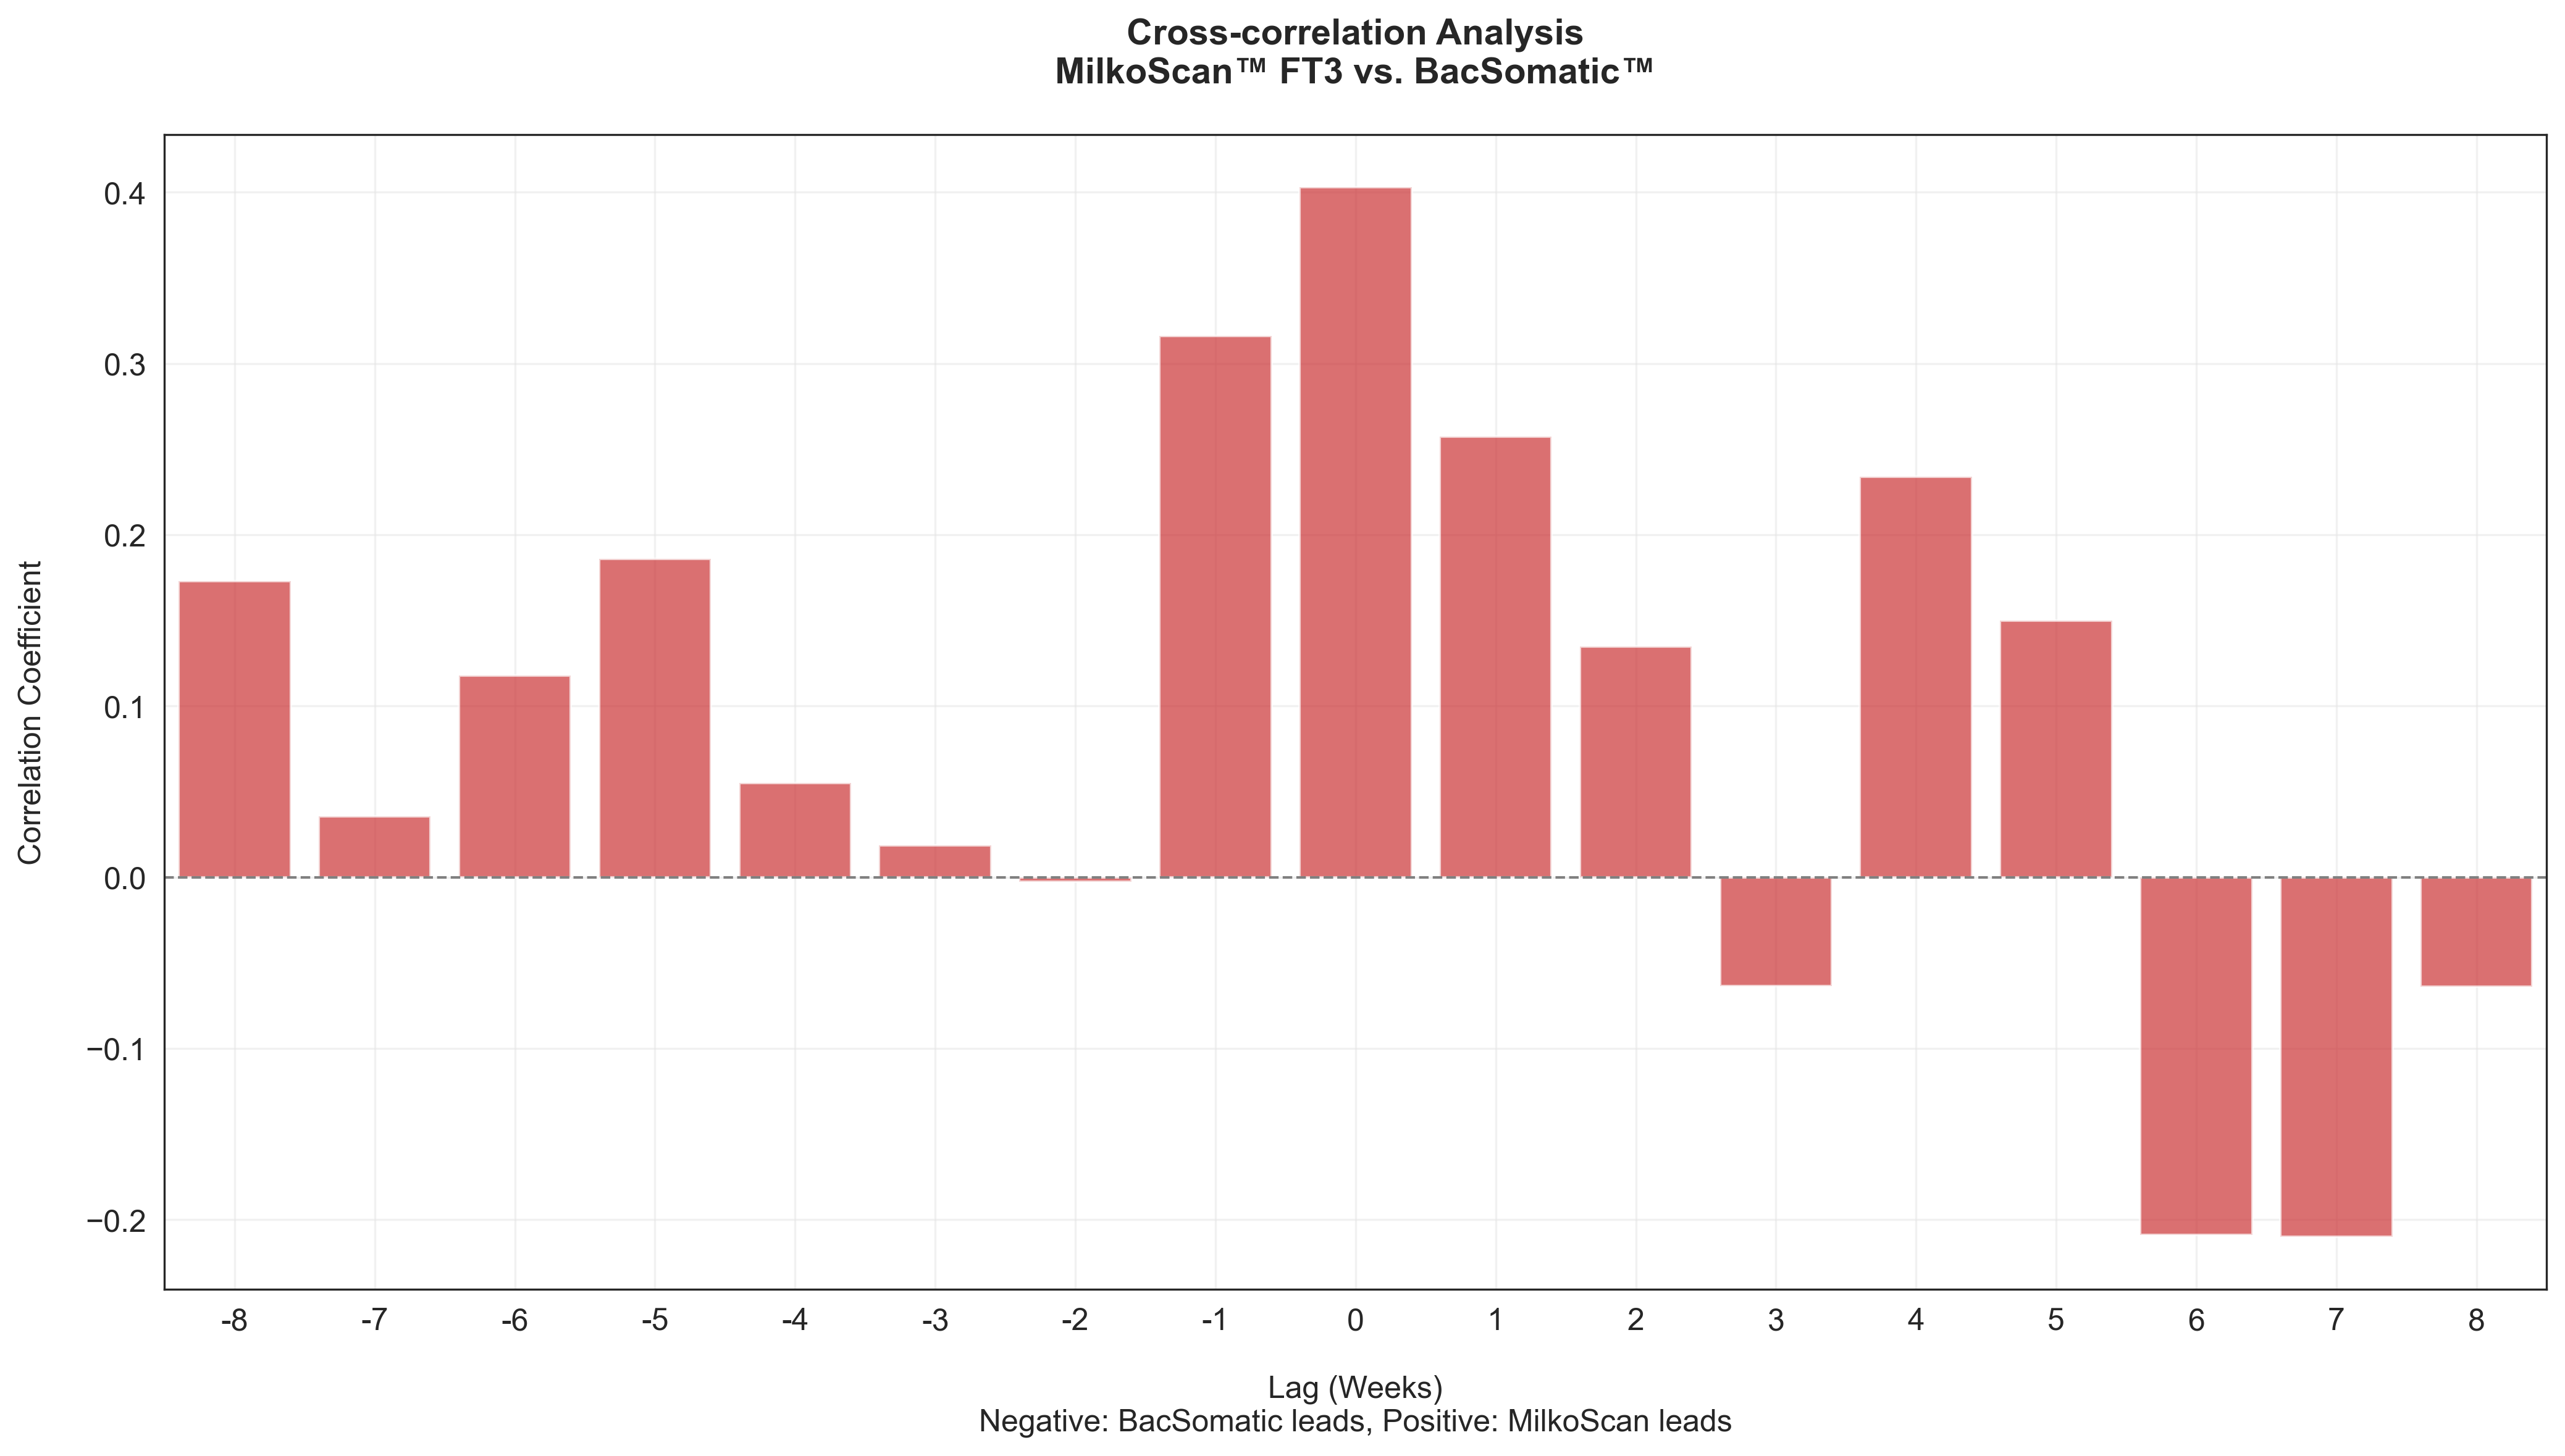 Cross-correlation Analysis
MilkoScan™ FT3 vs. BacSomatic™
Correlation Coefficient
0.4
0.3
0.2
0.1
0.0
−0.1
−0.2
-8 -7 -6 -5 -4 -3 -2 -1 0 1 2 3 4 5 6 7 8
Lag (Weeks)
Negative: BacSomatic leads, Positive: MilkoScan leads